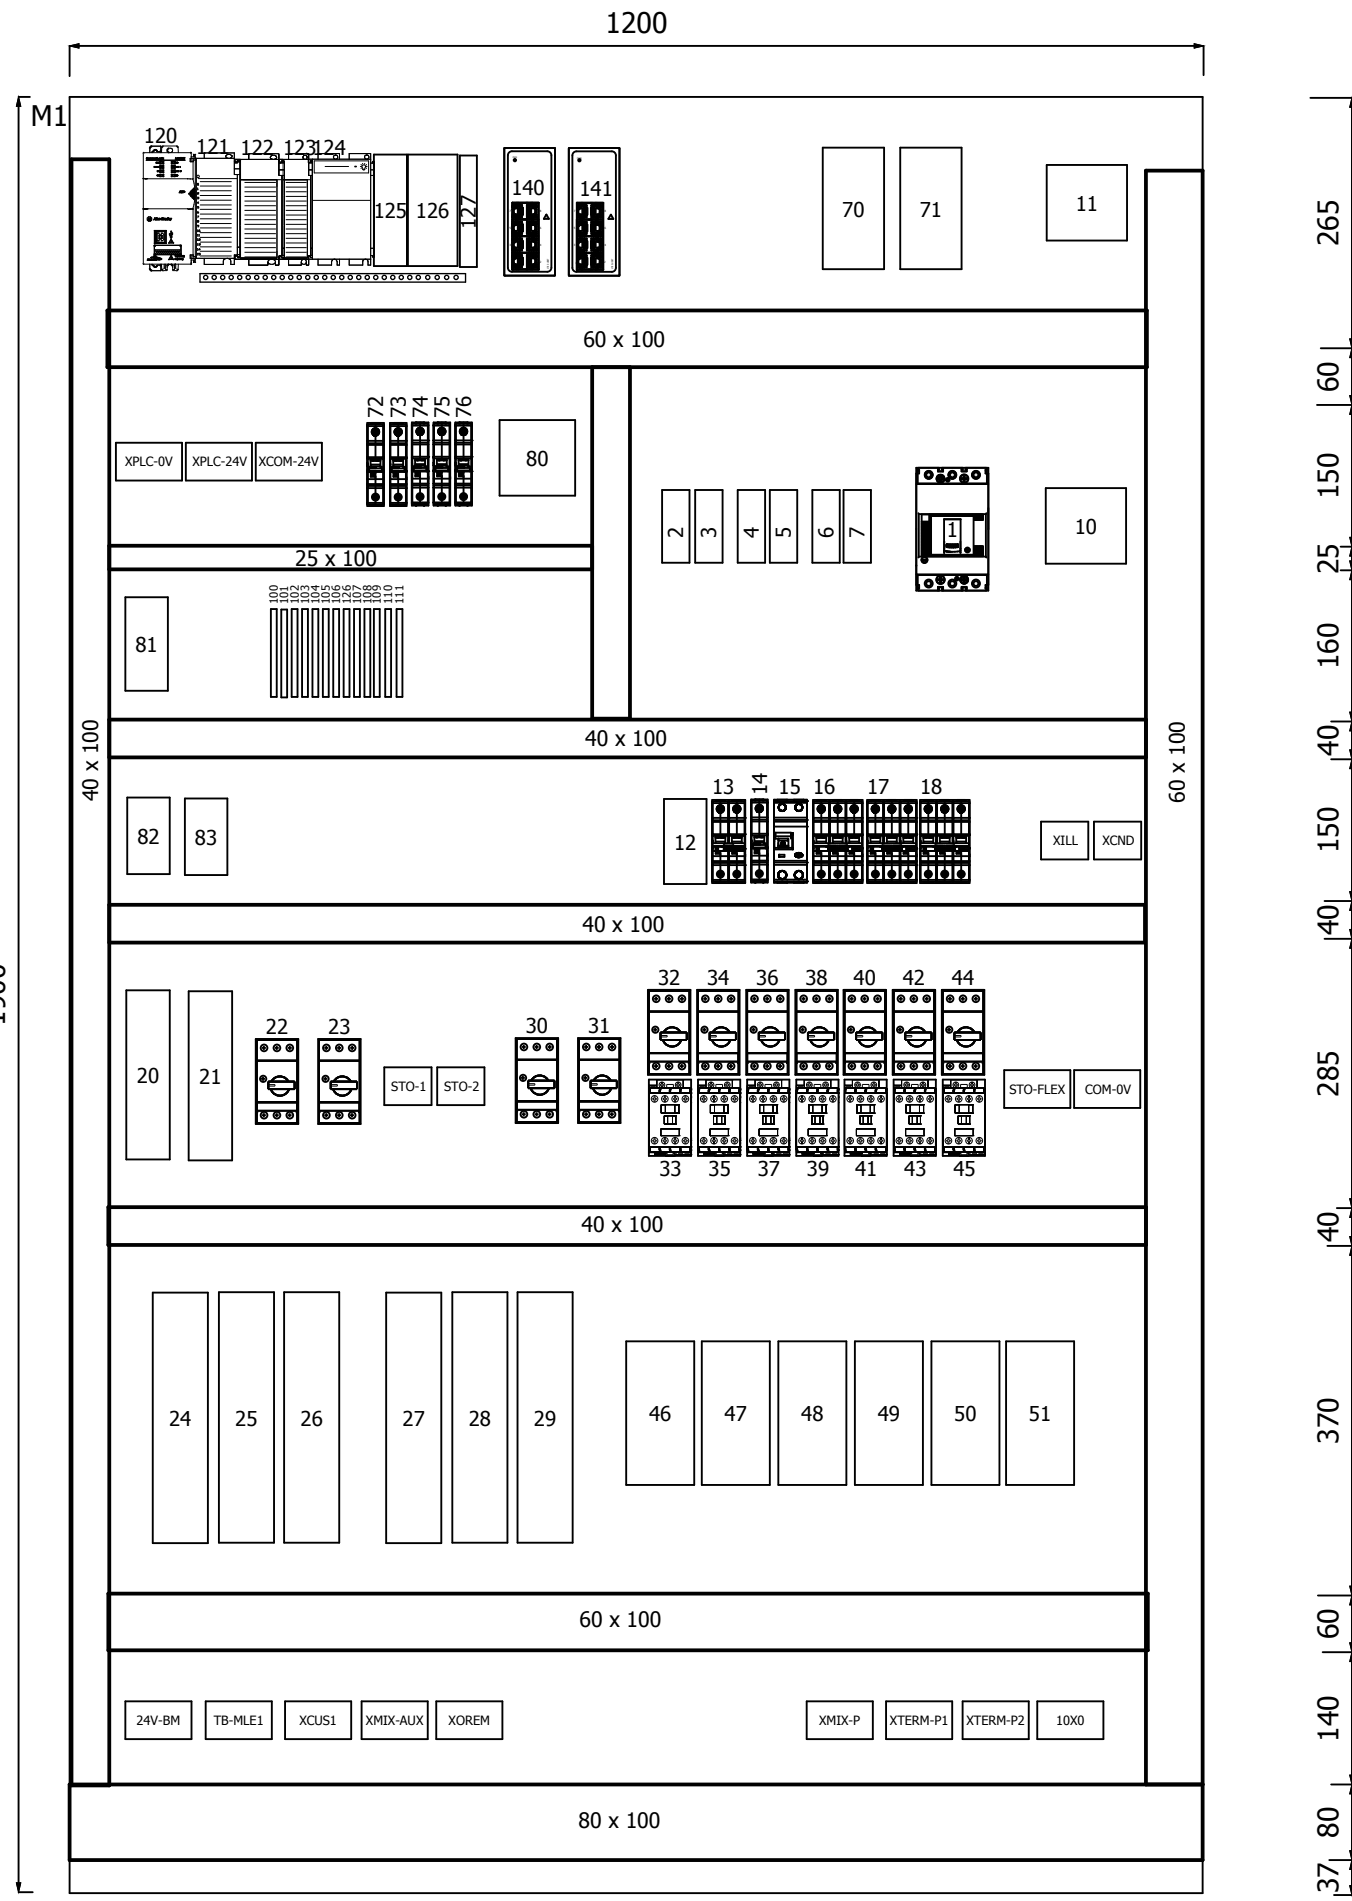 1200
M1
120 121 122 123 124
125 126 127
140 141
70 71 11
265
60 x 100
60
72 73 74 75 76
XPLC-0V XPLC-24V XCOM-24V
80
2 3 4 5 6 7
1
10
150
25 x 100
25
100 101 102 103 104 105 106 126 107 108 109 110 111
81
160
40 x 100
40 x 100
60 x 100
40
13 14 15 16 17 18
82 83
12
XILL XCND
150
40 x 100
40
32 34 36 38 40 42 44
22 23
30 31
20 21
STO-1 STO-2
STO-FLEX COM-0V
285
33 35 37 39 41 43 45
40 x 100
40
24 25 26 27 28 29
46 47 48 49 50 51
370
60 x 100
60
24V-BM TB-MLE1 XCUS1 XMIX-AUX XOREM
XMIX-P XTERM-P1 XTERM-P2 10X0
140
80 x 100
80
37